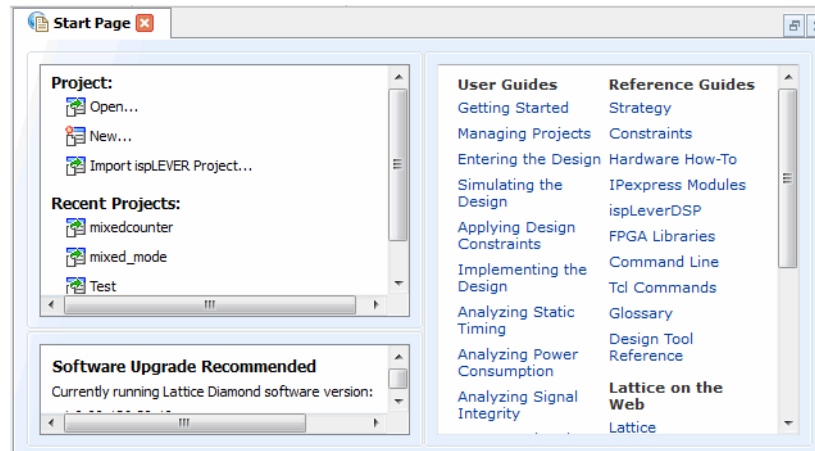 Start Page
Project:
Open...
New...
Import ispLEVER Project...
Recent Projects:
mixedcounter
mixed_mode
Test
Software Upgrade Recommended
Currently running Lattice Diamond software version:
User Guides
Getting Started
Managing Projects
Entering the Design
Simulating the
Design
Applying Design
Constraints
Implementing the
Design
Analyzing Static
Timing
Analyzing Power
Consumption
Analyzing Signal
Integrity
Reference Guides
Strategy
Constraints
Hardware How-To
IPexpress Modules
ispLeverDSP
FPGA Libraries
Command Line
Tcl Commands
Glossary
Design Tool
Reference
Lattice on the
Web
Lattice